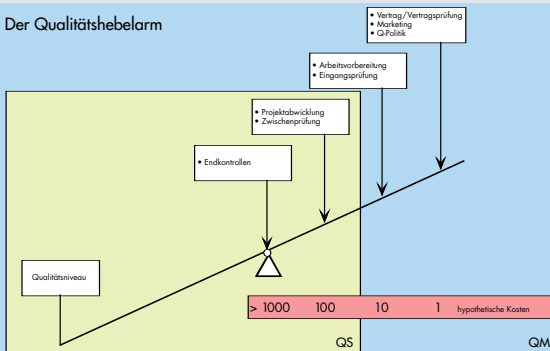 Der Qualitätshebelarm
• Vertrag/Vertragsprüfung
• Marketing
• Q-Politik
• Arbeitsvorbereitung
• Eingangsprüfung
• Projektabwicklung
• Zwischenprüfung
• Endkontrollen
Qualitätsniveau
> 1000 100 10 1 hypothetische Kosten
QS QM